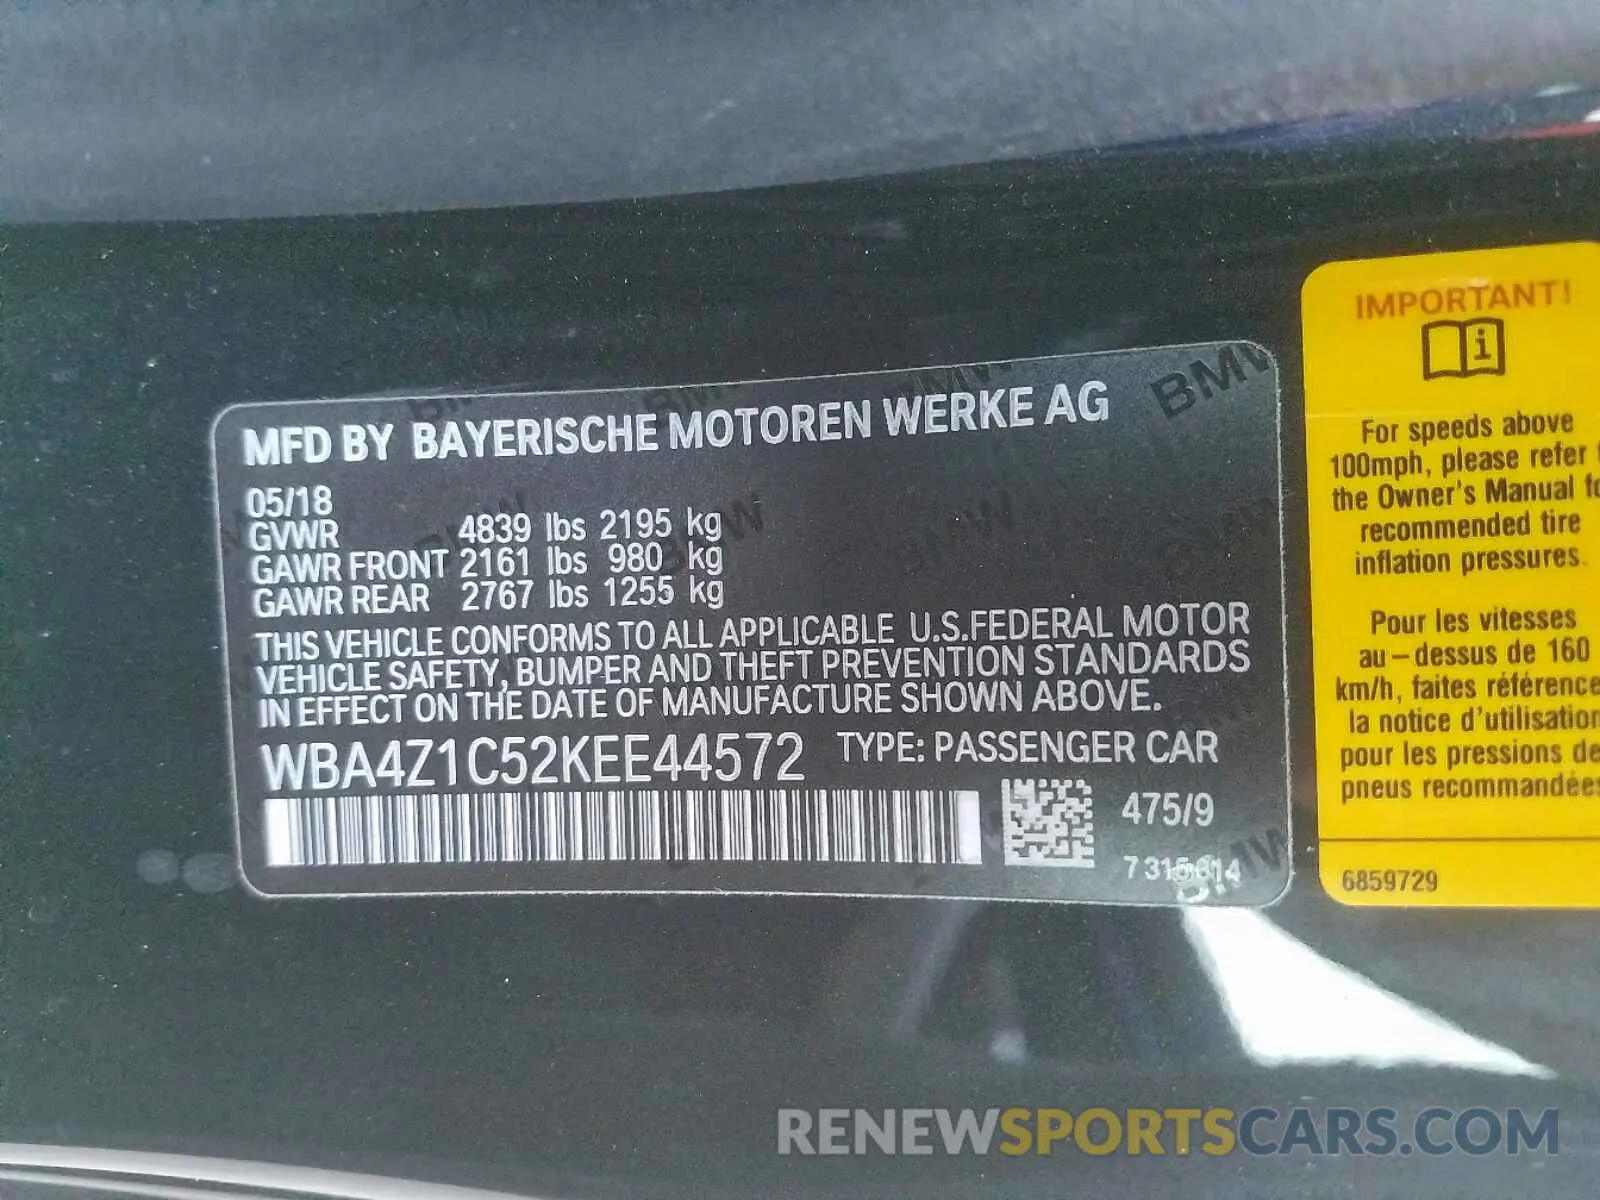 MFD BY BAYERISCHE MOTOREN WERKE AG
05/18
GVWR 4839 lbs 2195 kg
GAWR FRONT 2161 lbs 980 kg
GAWR REAR 2767 lbs 1255 kg
THIS VEHICLE CONFORMS TO ALL APPLICABLE U.S.FEDERAL MOTOR
VEHICLE SAFETY, BUMPER AND THEFT PREVENTION STANDARDS
IN EFFECT ON THE DATE OF MANUFACTURE SHOWN ABOVE.
WBA4Z1C52KEE44572 TYPE: PASSENGER CAR
475/9
BMW
IMPORTANT!
i
For speeds above
100mph, please refer
the Owner's Manual
recommended tire
inflation pressures.
Pour les vitesses
au-dessus de 160
km/h, faites référence
la notice d'utilisation
pour les pressions de
pneus recommandées
6859729
RENEWSPORTSCARS.COM